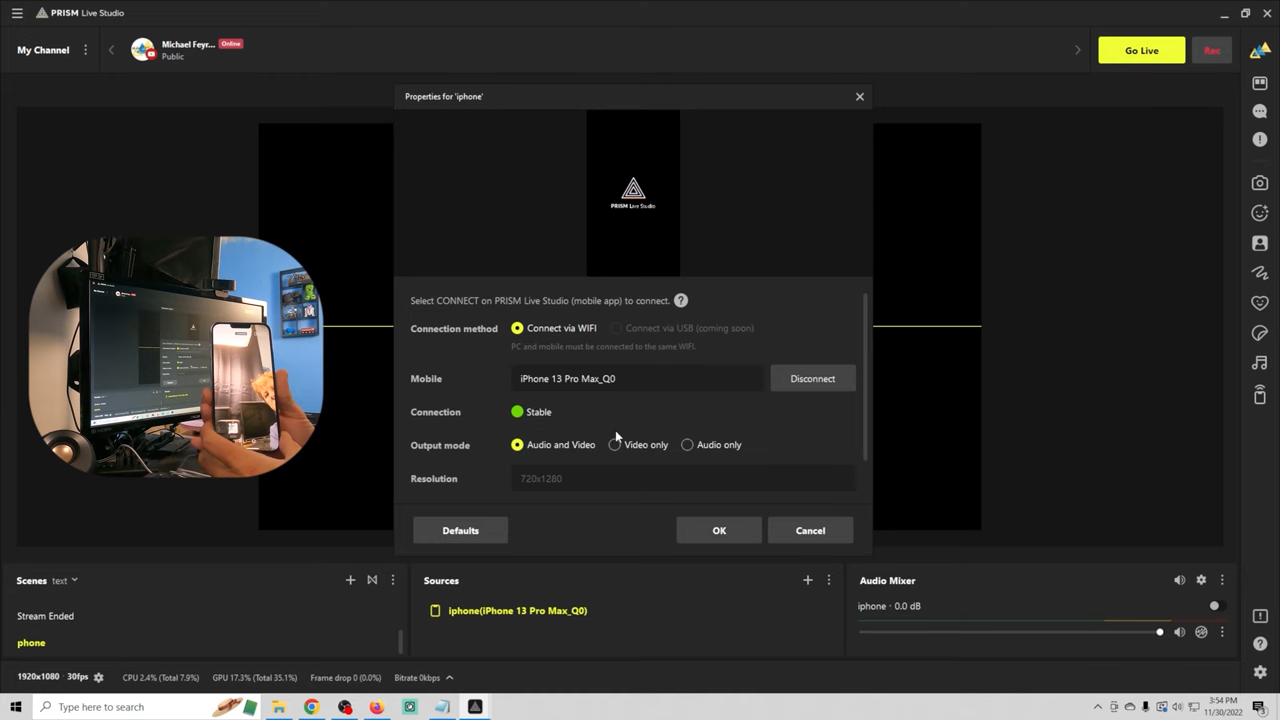 PRISM Live Studio
My Channel
Michael Feyr... Online
Public
Go Live
Rec
Properties for 'iphone'
PRISM Live Studio
Select CONNECT on PRISM Live Studio (mobile app) to connect. ?
Connection method
Connect via WIFI
Connect via USB (coming soon)
PC and mobile must be connected to the same WIFI.
Mobile
iPhone 13 Pro Max_Q0
Disconnect
Connection
Stable
Output mode
Audio and Video
Video only
Audio only
Resolution
720x1280
Defaults
OK
Cancel
Scenes text
Stream Ended
phone
Sources
iphone(iPhone 13 Pro Max_Q0)
Audio Mixer
iphone · 0.0 dB
1920x1080 · 30fps
CPU 2.4% (Total 7.9%)
GPU 17.3% (Total 35.1%)
Frame drop 0 (0.0%)
Bitrate 0kbps
Type here to search
3:54 PM
11/30/2022